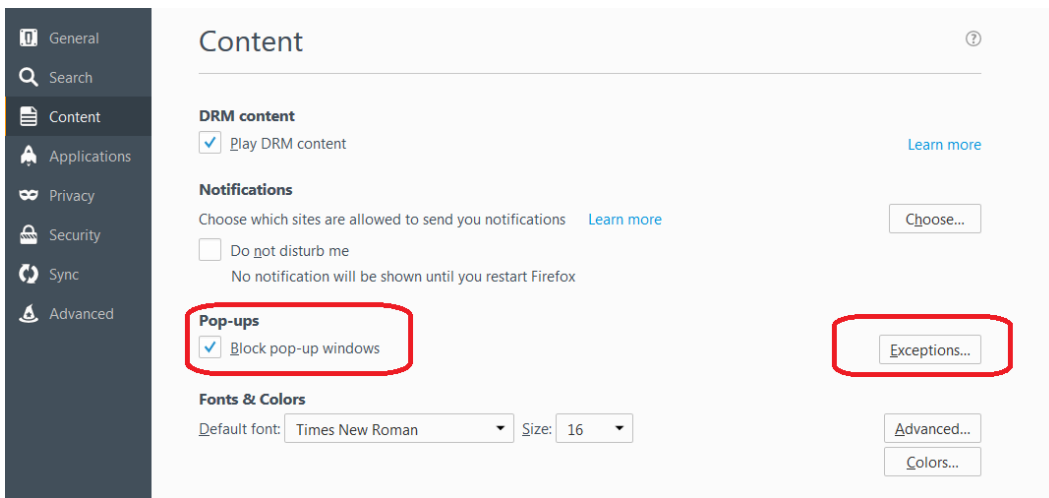 General
Search
Content
Applications
Privacy
Security
Sync
Advanced
Content
?
DRM content
Play DRM content Learn more
Notifications
Choose which sites are allowed to send you notifications Learn more Choose...
Do not disturb me
No notification will be shown until you restart Firefox
Pop-ups
Block pop-up windows Exceptions...
Fonts & Colors
Default font: Times New Roman Size: 16 Advanced...
Colors...